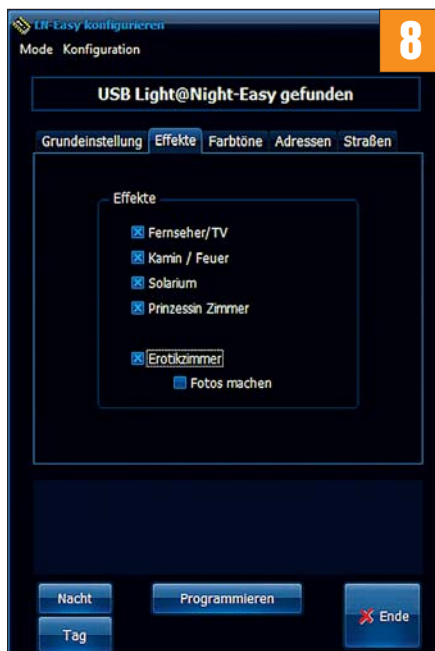 LN-Easy konfigurieren
8
Mode Konfiguration
USB Light@Night-Easy gefunden
Grundeinstellung Effekte Farbtöne Adressen Straßen
Effekte
Fernseher/TV
Kamin / Feuer
Solarium
Prinzessin Zimmer
Erotikzimmer
Fotos machen
Nacht Programmieren
Ende
Tag